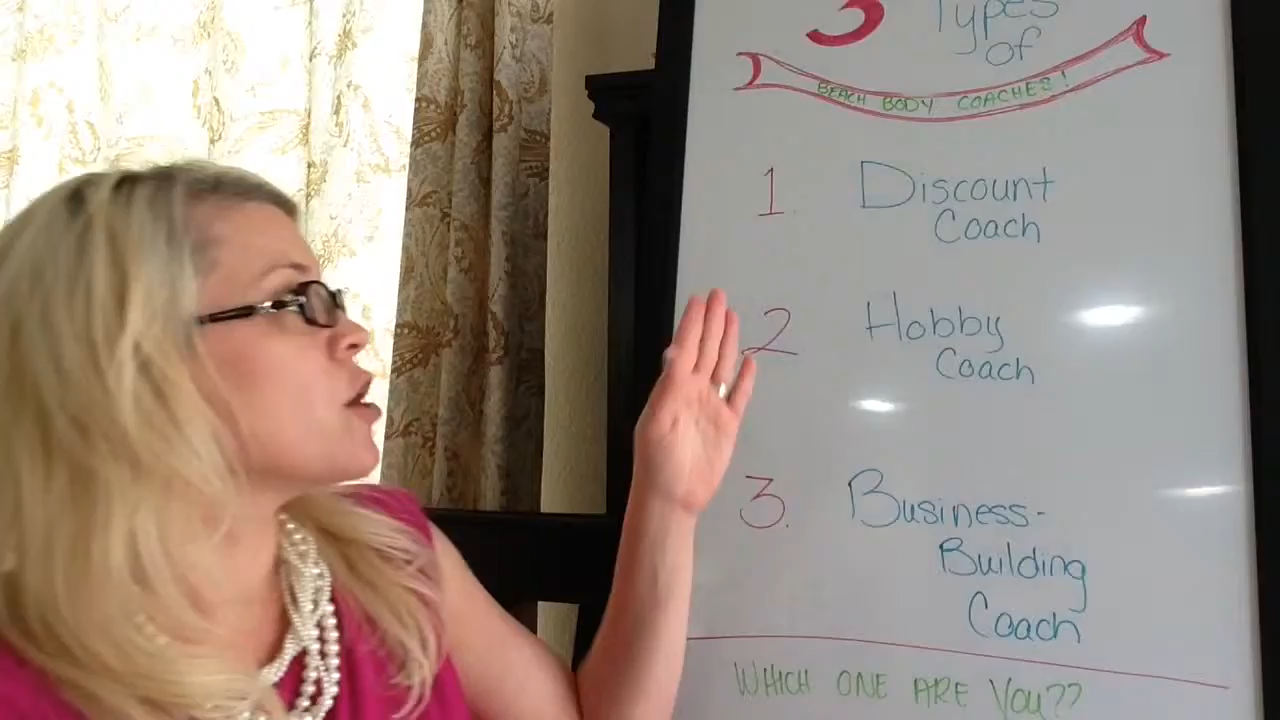 3 Types
of
BEACH BODY COACHES!
1 Discount
Coach
2 Hobby
Coach
3. Business-
Building
Coach
WHICH ONE ARE YOU??